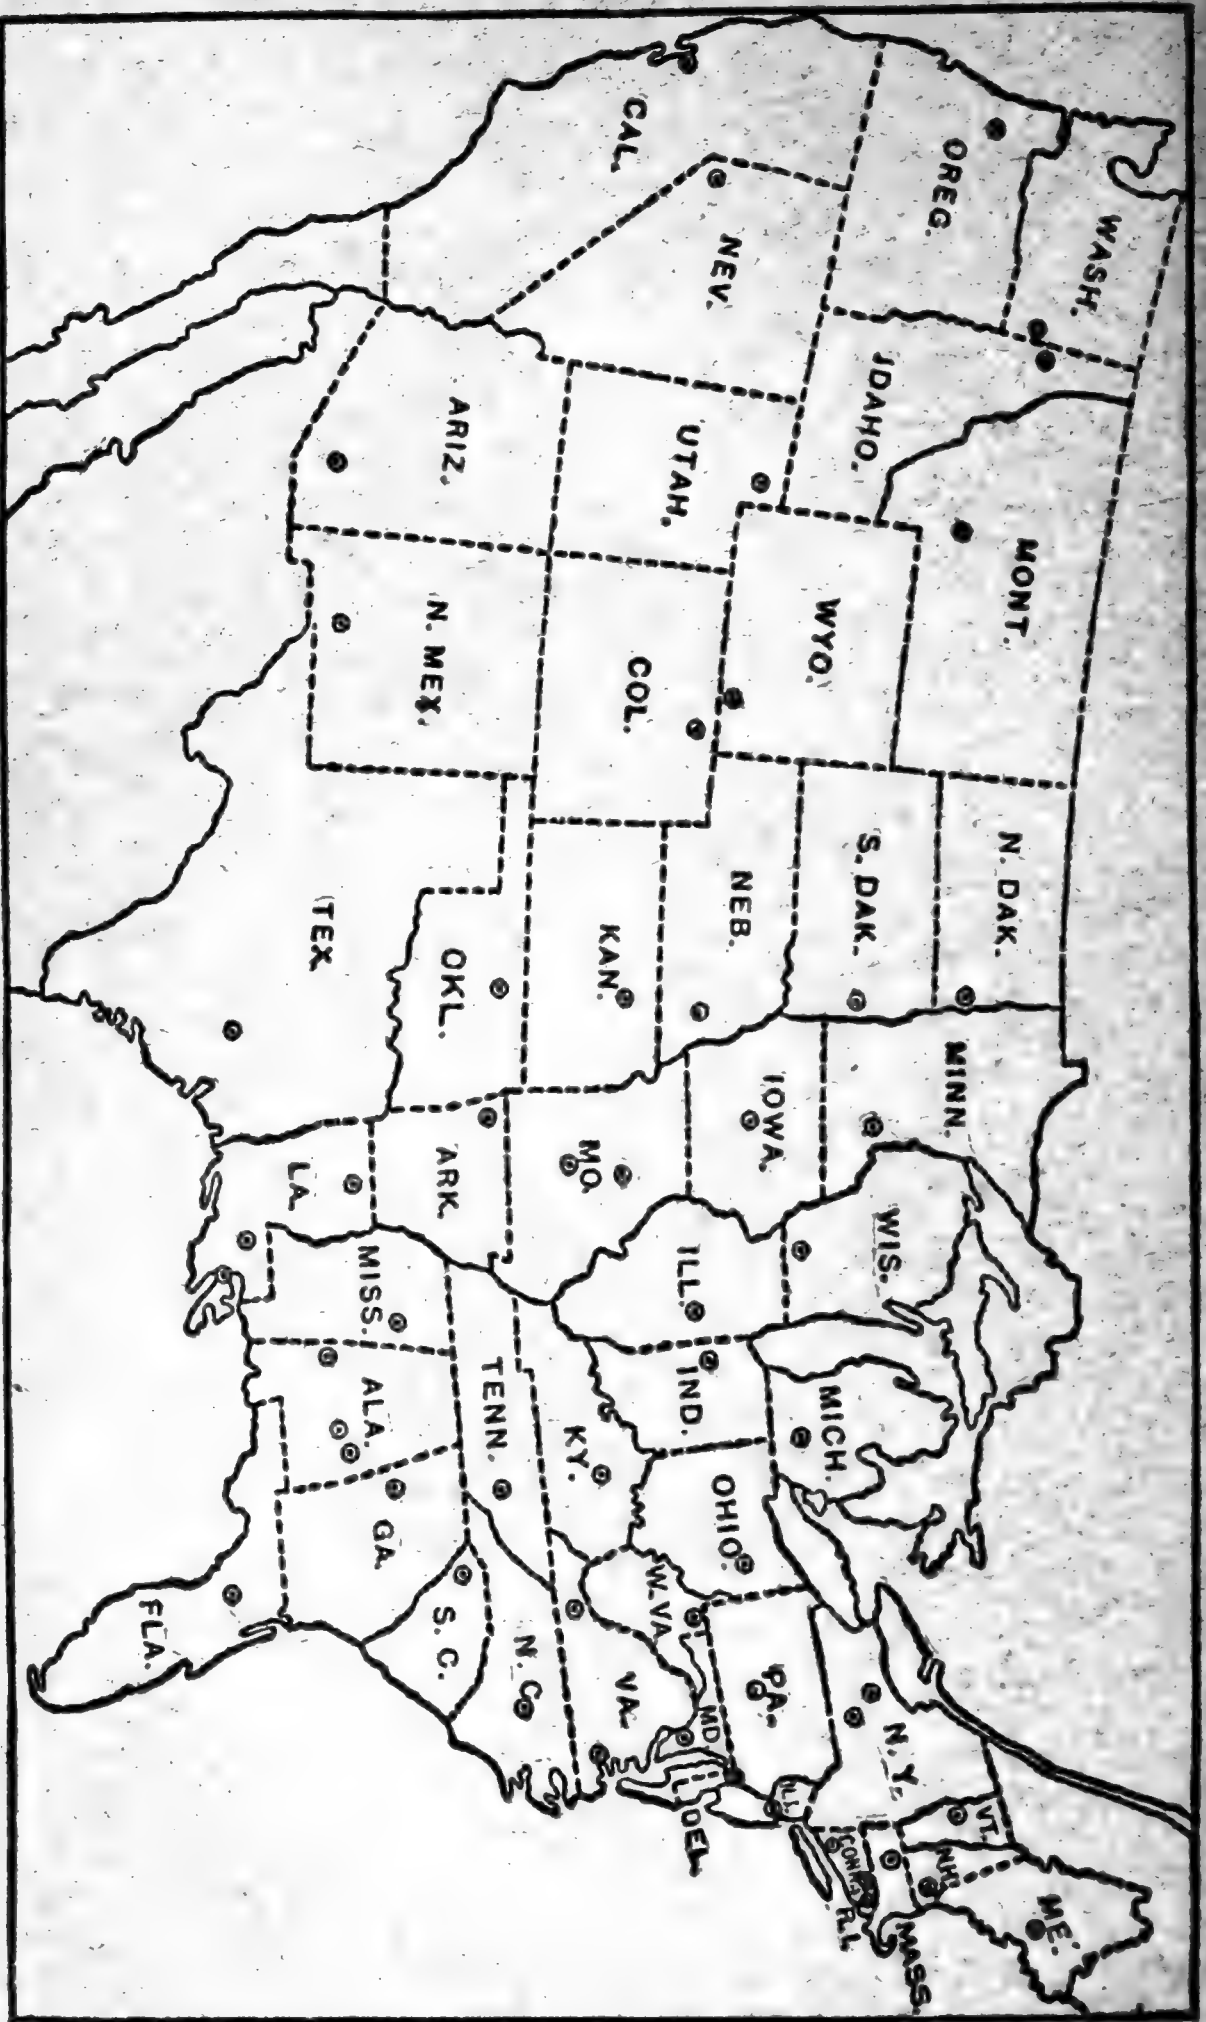 WASH.
OREG.
CAL.
NEV.
JDAHO.
MONT.
WYO.
UTAH.
ARIZ.
COL.
N. MEX.
N. DAK.
S. DAK.
NEB.
KAN.
OKL.
TEX
MINN.
IOWA.
MO.
ARK.
LA.
WIS.
ILL.
MISS.
MICH.
IND.
OHIO.
KY.
TENN.
ALA.
GA.
FLA.
S. C.
N. C.
VA.
W. VA.
MD
DEL
PA.
N. Y.
VT.
N.H.
ME.
MASS.
R.I.
CONN.